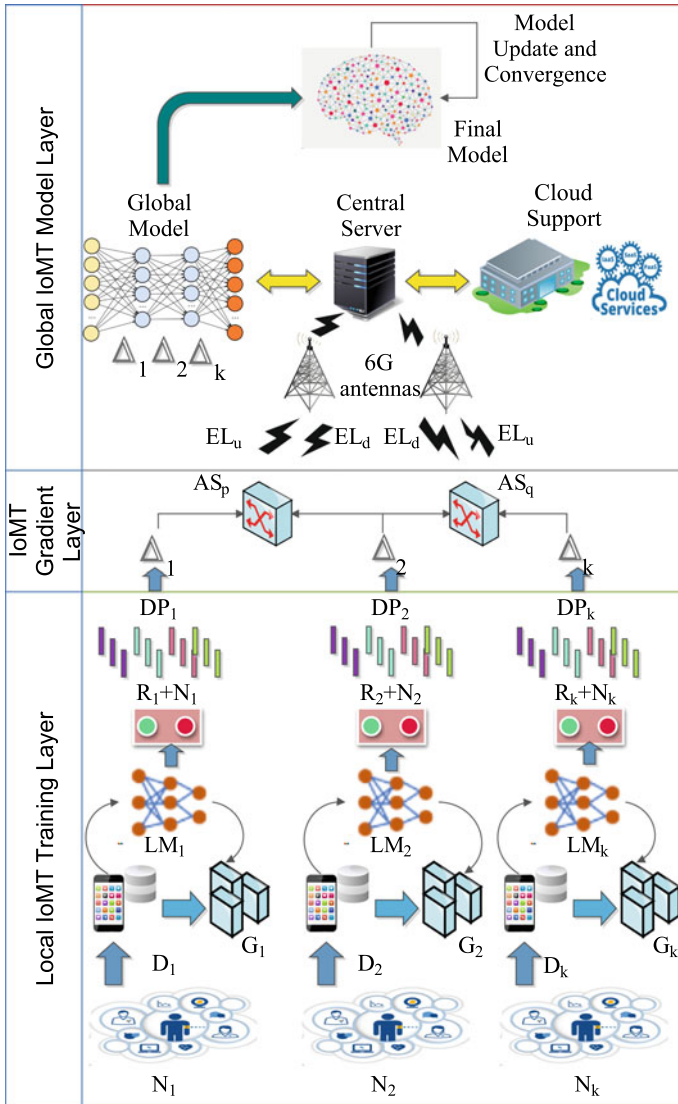 Global IoMT Model Layer
Model
Update and
Convergence
Final
Model
Global
Model
Central
Server
Cloud
Support
IaaS
SaaS
PaaS
Cloud
Services
1 2 k
6G
antennas
ELu ELd ELd ELu
IoMT
Gradient
Layer
ASp ASq
1 2 k
Local IoMT Training Layer
DP1 DP2 DPk
R1+N1 R2+N2 Rk+Nk
LM1 LM2 LMk
G1 G2 Gk
D1 D2 Dk
N1 N2 Nk